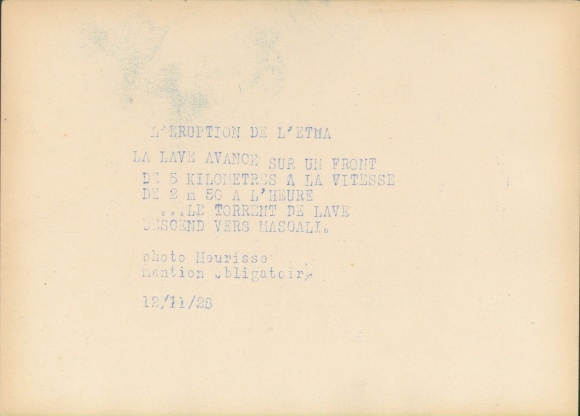 L'ERUPTION DE L'ETNA
LA LAVE AVANCE SUR UN FRONT
DE 5 KILOMETRES A LA VITESSE
DE 2 m 50 A L'HEURE
...LE TORRENT DE LAVE
DESCEND VERS MASCALI.
photo Meurisse
mention obligatoire
12/11/28